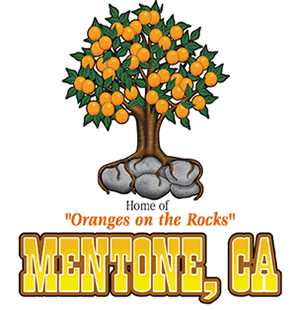 Home of
"Oranges on the Rocks"
MENTONE, CA